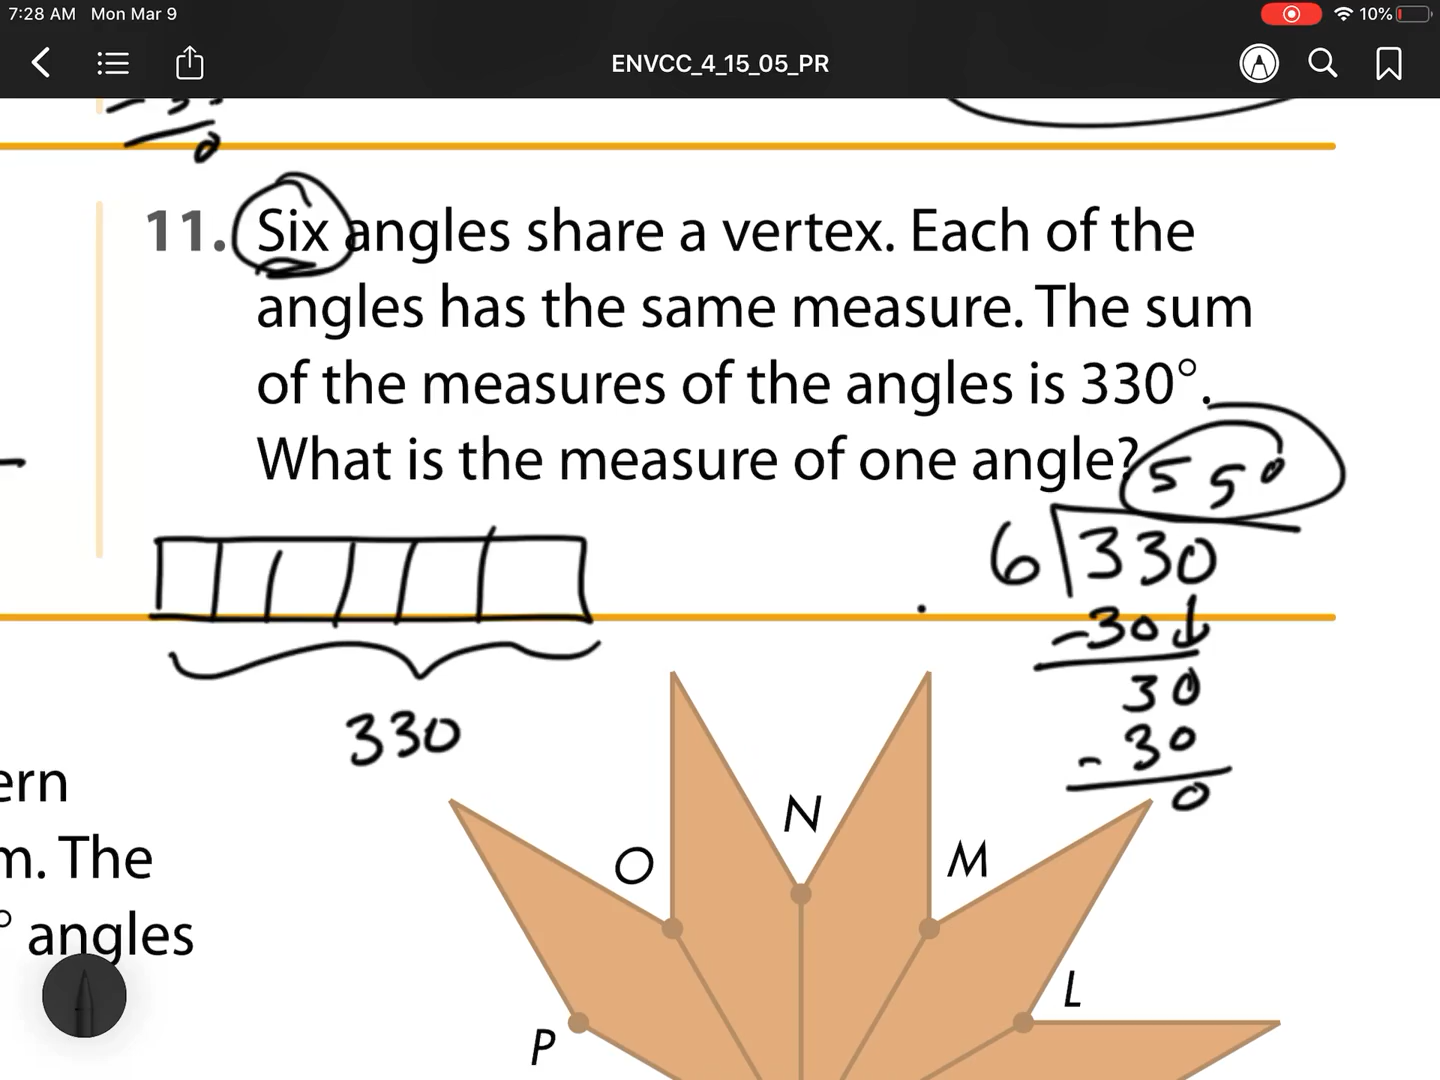 7:28 AM Mon Mar 9
10%
ENVCC_4_15_05_PR
0
11. Six angles share a vertex. Each of the
angles has the same measure. The sum
of the measures of the angles is 330°.
What is the measure of one angle?
55°
6 330
-30
30
-30
0
330
N
O
M
L
P
ern
m. The
° angles